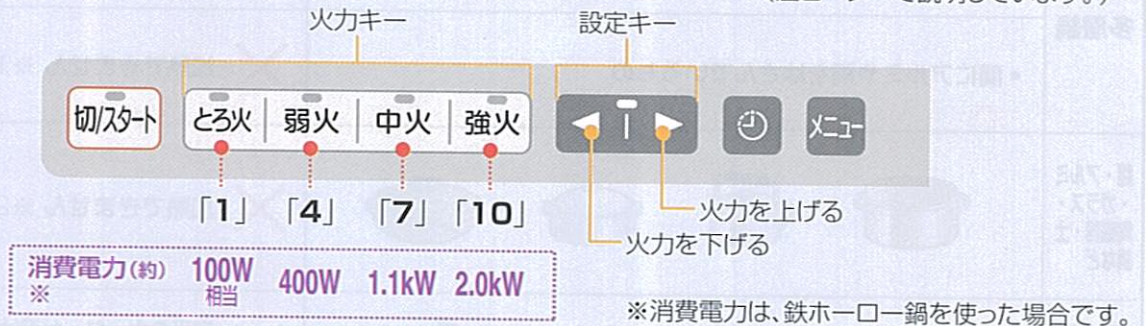 火力キー
設定キー
切/スタート
とろ火
弱火
中火
強火
メニュー
「1」
「4」
「7」
「10」
火力を上げる
火力を下げる
消費電力(約)
※
100W
相当
400W
1.1kW
2.0kW
※消費電力は、鉄ホーロー鍋を使った場合です。